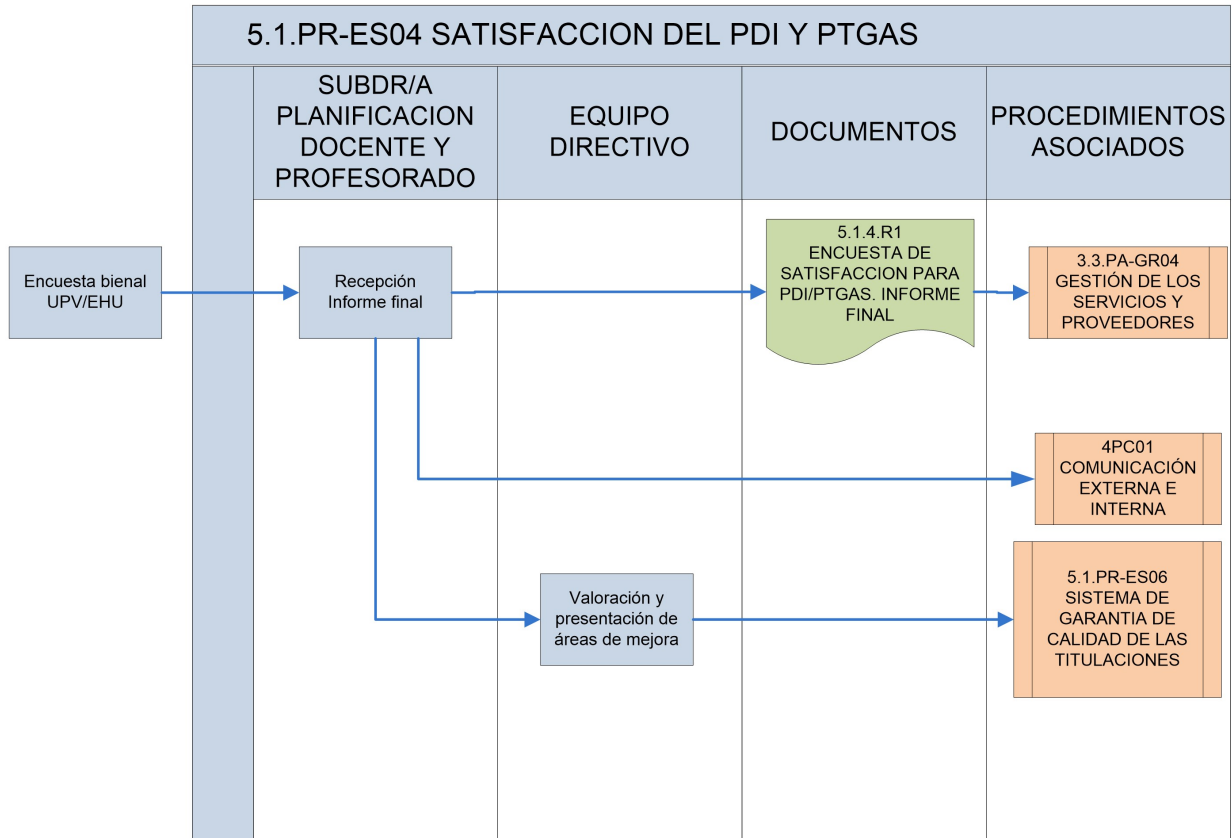 5.1.PR-ES04 SATISFACCION DEL PDI Y PTGAS
SUBDR/A
PLANIFICACION
DOCENTE Y
PROFESORADO
EQUIPO
DIRECTIVO
DOCUMENTOS
PROCEDIMIENTOS
ASOCIADOS
Encuesta bienal
UPV/EHU
Recepción
Informe final
5.1.4.R1
ENCUESTA DE
SATISFACCION PARA
PDI/PTGAS. INFORME
FINAL
3.3.PA-GR04
GESTIÓN DE LOS
SERVICIOS Y
PROVEEDORES
4PC01
COMUNICACIÓN
EXTERNA E
INTERNA
Valoración y
presentación de
áreas de mejora
5.1.PR-ES06
SISTEMA DE
GARANTIA DE
CALIDAD DE LAS
TITULACIONES